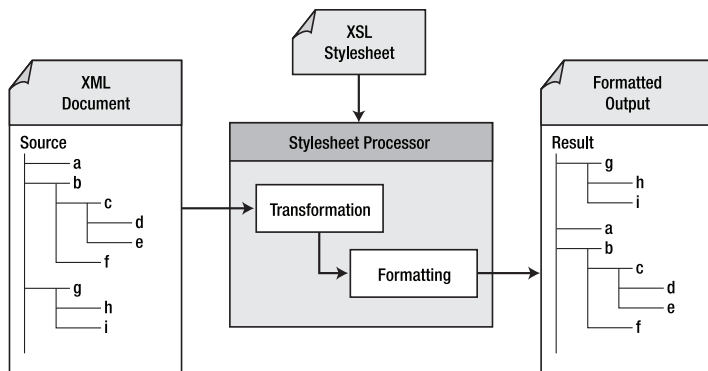 XSL
Stylesheet
XML
Document
Source
a
b
c
d
e
f
g
h
i
Stylesheet Processor
Transformation
Formatting
Formatted
Output
Result
g
h
i
a
b
c
d
e
f